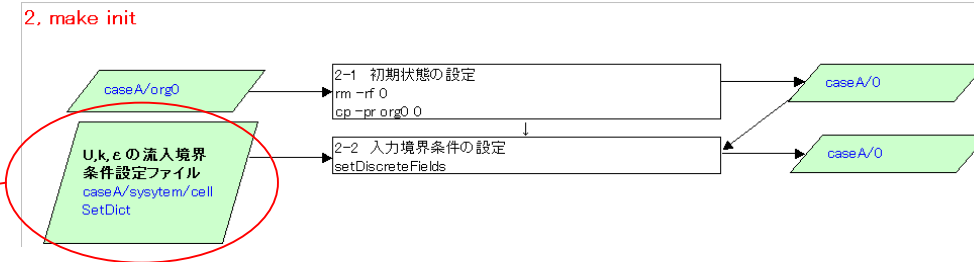 2, make init
caseA/org0
2-1 初期状態の設定
rm -rf 0
cp -pr org0 0
caseA/0
U,k,εの流入境界
条件設定ファイル
caseA/sysytem/cell
SetDict
2-2 入力境界条件の設定
setDiscreteFields
caseA/0